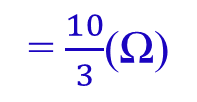 = 10/3 (Ω)